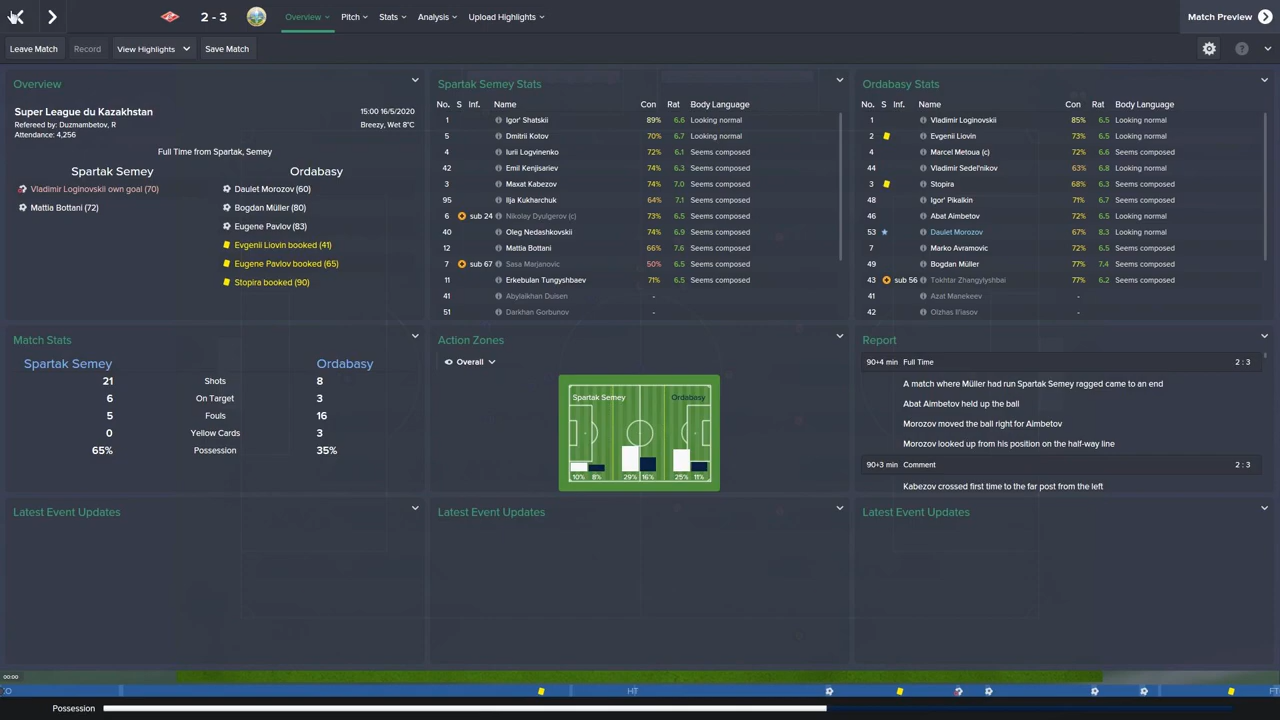 2 - 3
Overview Pitch Stats Analysis Upload Highlights Match Preview
Leave Match Record View Highlights Save Match
Overview
Super League du Kazakhstan 15:00 16/5/2020
Refereed by: Duzmambetov, R Breezy, Wet 8°C
Attendance: 4,256
Full Time from Spartak, Semey
Spartak Semey Ordabasy
Vladimir Loginovskii own goal (70) Daulet Morozov (60)
Mattia Bottani (72) Bogdan Müller (80)
Eugene Pavlov (83)
Evgenii Liovin booked (41)
Eugene Pavlov booked (65)
Stopira booked (90)
Spartak Semey Stats
No. S Inf. Name Con Rat Body Language
1 Igor' Shatskii 89% 6.6 Looking normal
5 Dmitrii Kotov 70% 6.7 Looking normal
4 Iurii Logvinenko 72% 6.1 Seems composed
42 Emil Kenjisariev 74% 6.3 Seems composed
3 Maxat Kabezov 74% 7.0 Seems composed
95 Ilja Kukharchuk 64% 7.1 Seems composed
6 sub 24 Nikolay Dyulgerov (c) 73% 6.5 Seems composed
40 Oleg Nedashkovskii 74% 6.9 Seems composed
12 Mattia Bottani 66% 7.6 Seems composed
7 sub 67 Sasa Marjanovic 50% 6.5 Seems composed
11 Erkebulan Tungyshbaev 71% 6.5 Seems composed
41 Abylaikhan Duisen -
51 Darkhan Gorbunov -
Ordabasy Stats
No. S Inf. Name Con Rat Body Language
1 Vladimir Loginovskii 85% 6.5 Looking normal
2 Evgenii Liovin 73% 6.5 Looking normal
4 Marcel Metoua (c) 72% 6.6 Seems composed
44 Vladimir Sedel'nikov 63% 6.8 Looking normal
3 Stopira 68% 6.3 Seems composed
48 Igor' Pikalkin 71% 6.7 Seems composed
46 Abat Aimbetov 72% 6.5 Looking normal
53 Daulet Morozov 67% 8.3 Looking normal
7 Marko Avramovic 72% 6.5 Seems composed
49 Bogdan Müller 77% 7.4 Seems composed
43 sub 56 Tokhtar Zhangylyshbai 77% 6.2 Seems composed
41 Azat Manekeev -
42 Olzhas Il'iasov -
Match Stats
Spartak Semey Ordabasy
21 Shots 8
6 On Target 3
5 Fouls 16
0 Yellow Cards 3
65% Possession 35%
Action Zones
Overall
Spartak Semey Ordabasy
10% 8% 29% 16% 25% 11%
Report
90+4 min Full Time 2 : 3
A match where Müller had run Spartak Semey ragged came to an end
Abat Aimbetov held up the ball
Morozov moved the ball right for Aimbetov
Morozov looked up from his position on the half-way line
90+3 min Comment 2 : 3
Kabezov crossed first time to the far post from the left
Latest Event Updates
Latest Event Updates
Latest Event Updates
00:00
HT FT
Possession